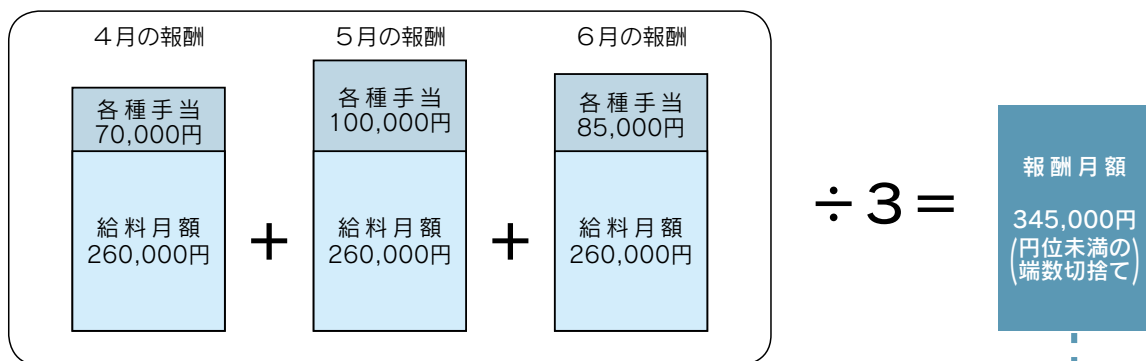 4月の報酬
5月の報酬
6月の報酬
各種手当
70,000円
各種手当
100,000円
各種手当
85,000円
給料月額
260,000円
+
給料月額
260,000円
+
給料月額
260,000円
÷3＝
報酬月額
345,000円
(円位未満の
端数切捨て)